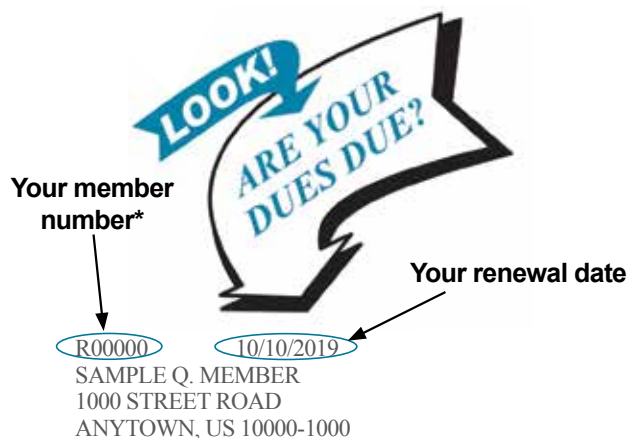 LOOK!
ARE YOUR
DUES DUE?
Your member
number*
Your renewal date
R00000 10/10/2019
SAMPLE Q. MEMBER
1000 STREET ROAD
ANYTOWN, US 10000-1000